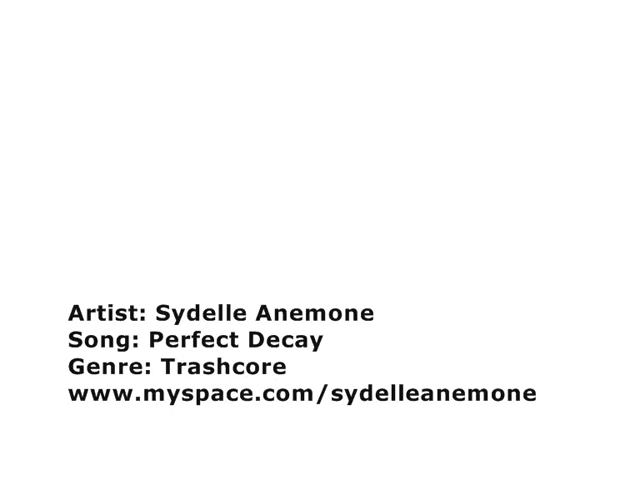 Artist: Sydelle Anemone
Song: Perfect Decay
Genre: Trashcore
www.myspace.com/sydelleanemone